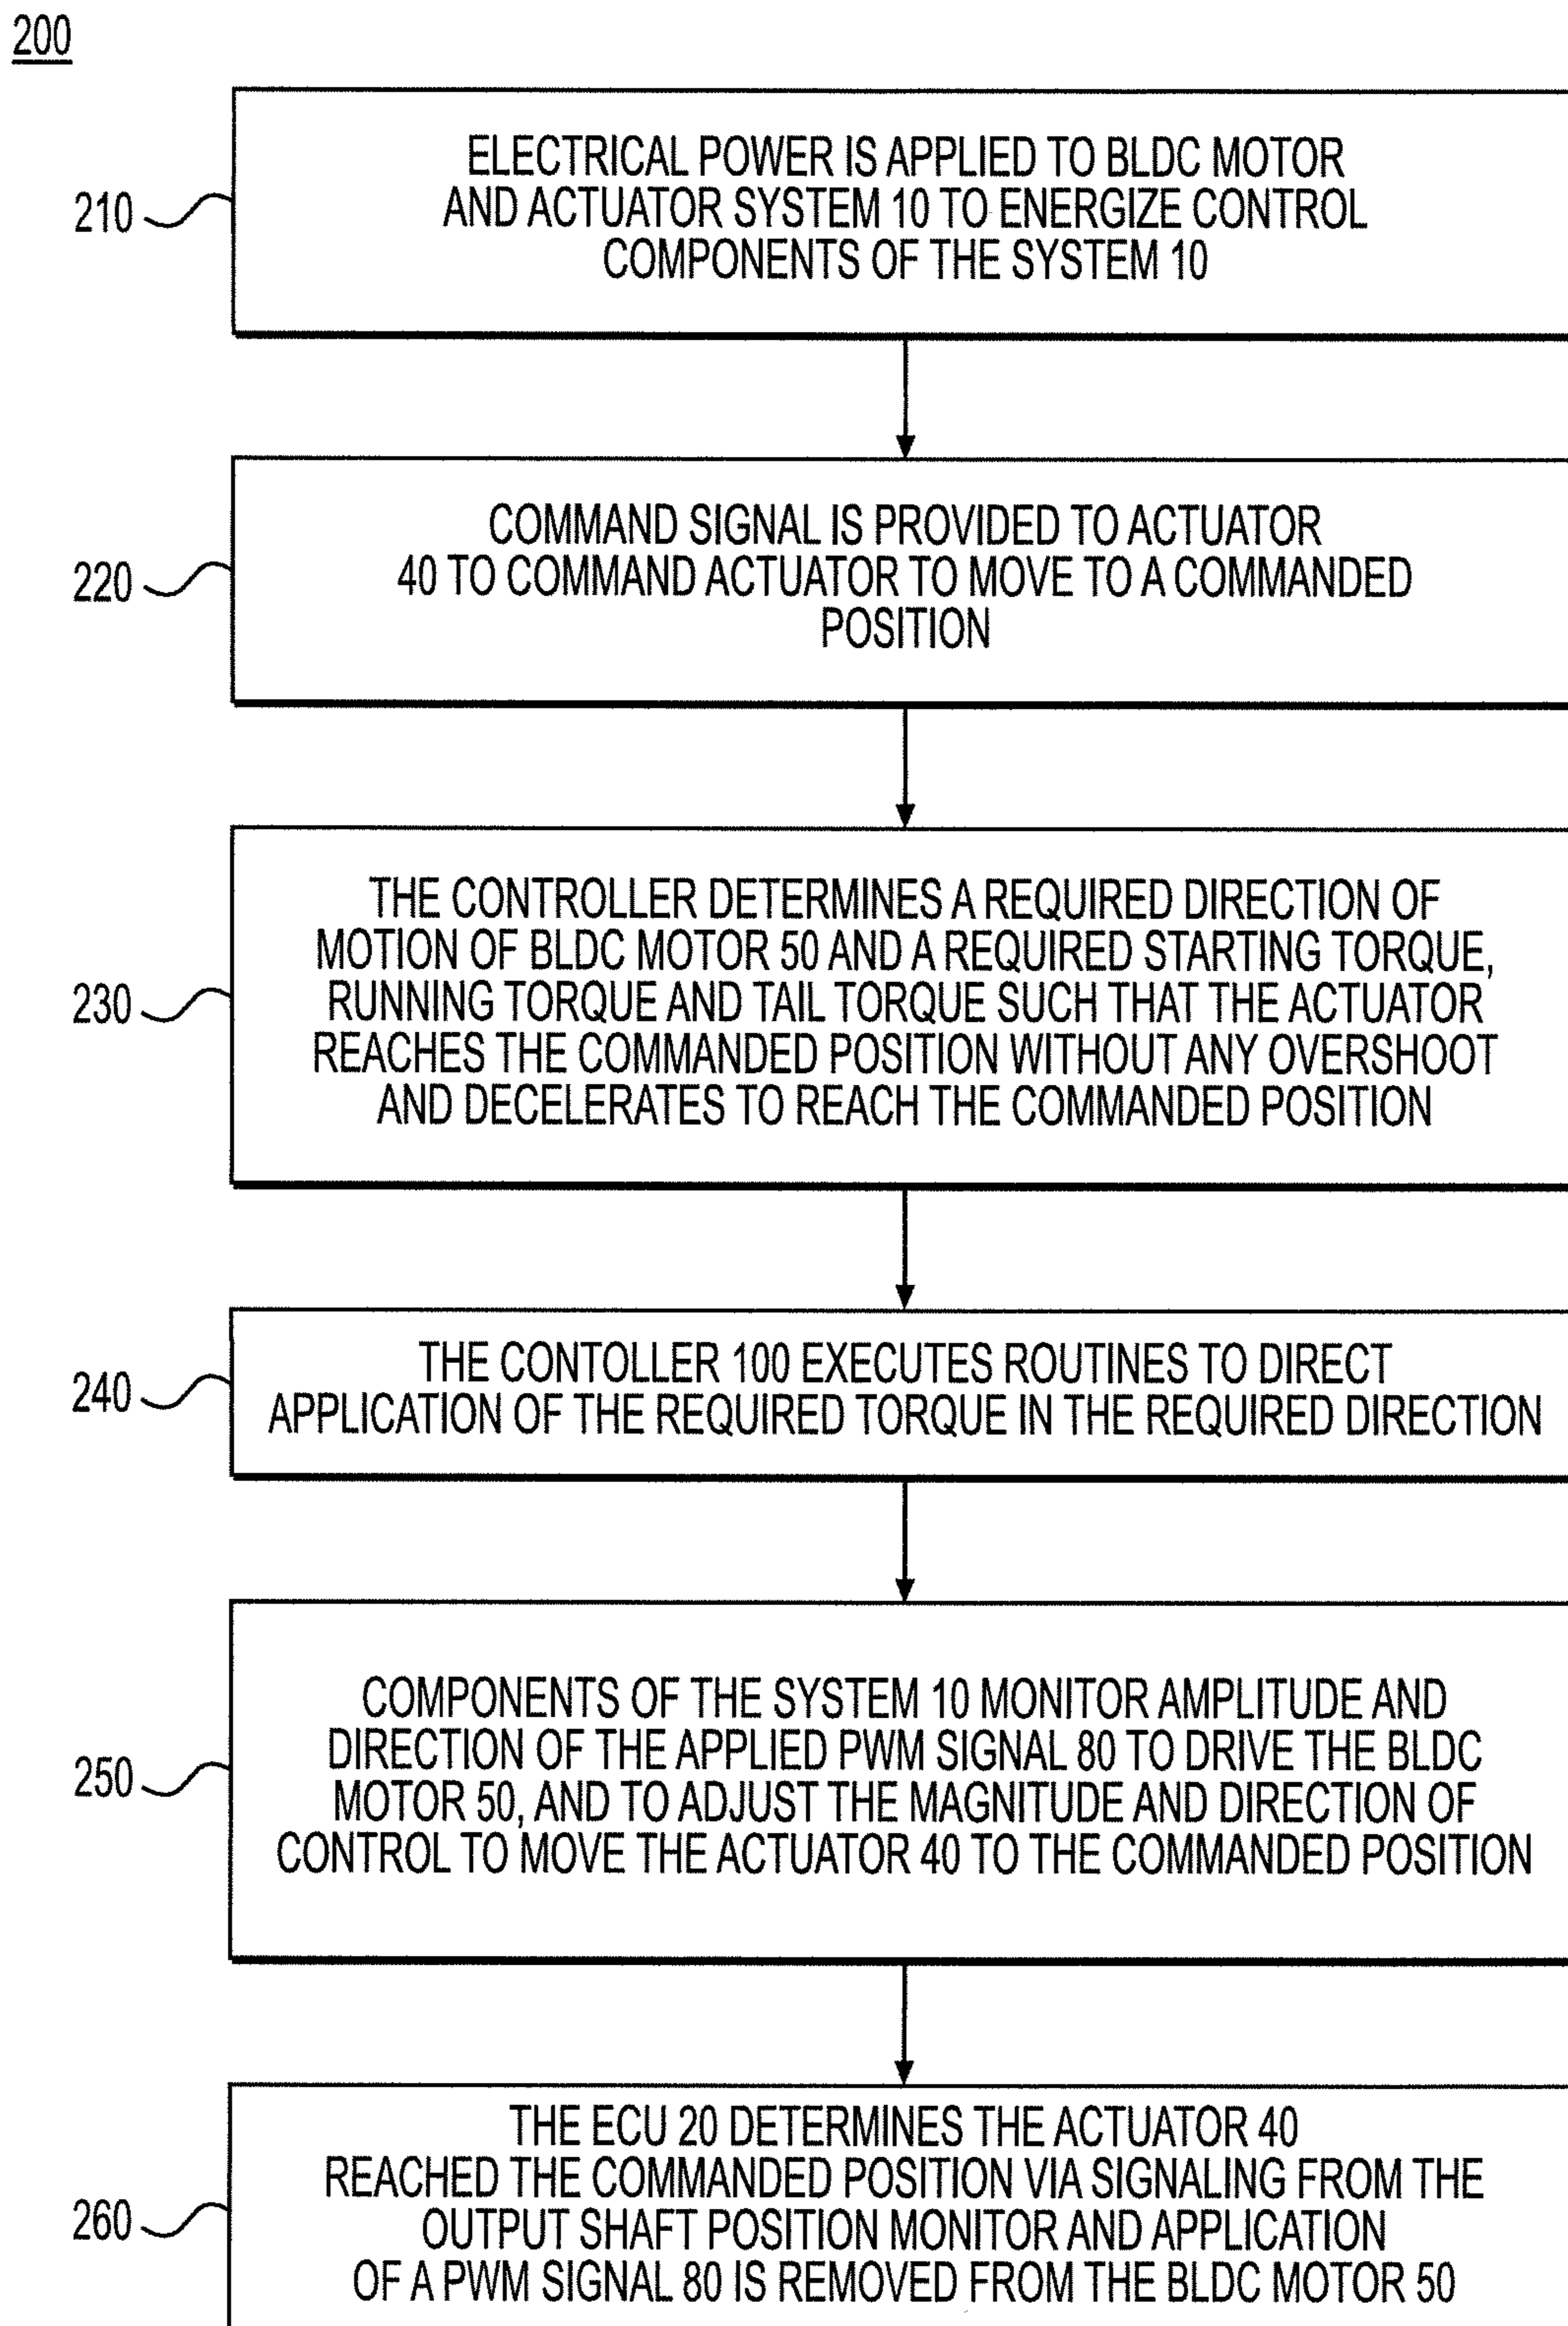 200
210
ELECTRICAL POWER IS APPLIED TO BLDC MOTOR
AND ACTUATOR SYSTEM 10 TO ENERGIZE CONTROL
COMPONENTS OF THE SYSTEM 10
220
COMMAND SIGNAL IS PROVIDED TO ACTUATOR
40 TO COMMAND ACTUATOR TO MOVE TO A COMMANDED
POSITION
230
THE CONTROLLER DETERMINES A REQUIRED DIRECTION OF
MOTION OF BLDC MOTOR 50 AND A REQUIRED STARTING TORQUE,
RUNNING TORQUE AND TAIL TORQUE SUCH THAT THE ACTUATOR
REACHES THE COMMANDED POSITION WITHOUT ANY OVERSHOOT
AND DECELERATES TO REACH THE COMMANDED POSITION
240
THE CONTOLLER 100 EXECUTES ROUTINES TO DIRECT
APPLICATION OF THE REQUIRED TORQUE IN THE REQUIRED DIRECTION
250
COMPONENTS OF THE SYSTEM 10 MONITOR AMPLITUDE AND
DIRECTION OF THE APPLIED PWM SIGNAL 80 TO DRIVE THE BLDC
MOTOR 50, AND TO ADJUST THE MAGNITUDE AND DIRECTION OF
CONTROL TO MOVE THE ACTUATOR 40 TO THE COMMANDED POSITION
260
THE ECU 20 DETERMINES THE ACTUATOR 40
REACHED THE COMMANDED POSITION VIA SIGNALING FROM THE
OUTPUT SHAFT POSITION MONITOR AND APPLICATION
OF A PWM SIGNAL 80 IS REMOVED FROM THE BLDC MOTOR 50